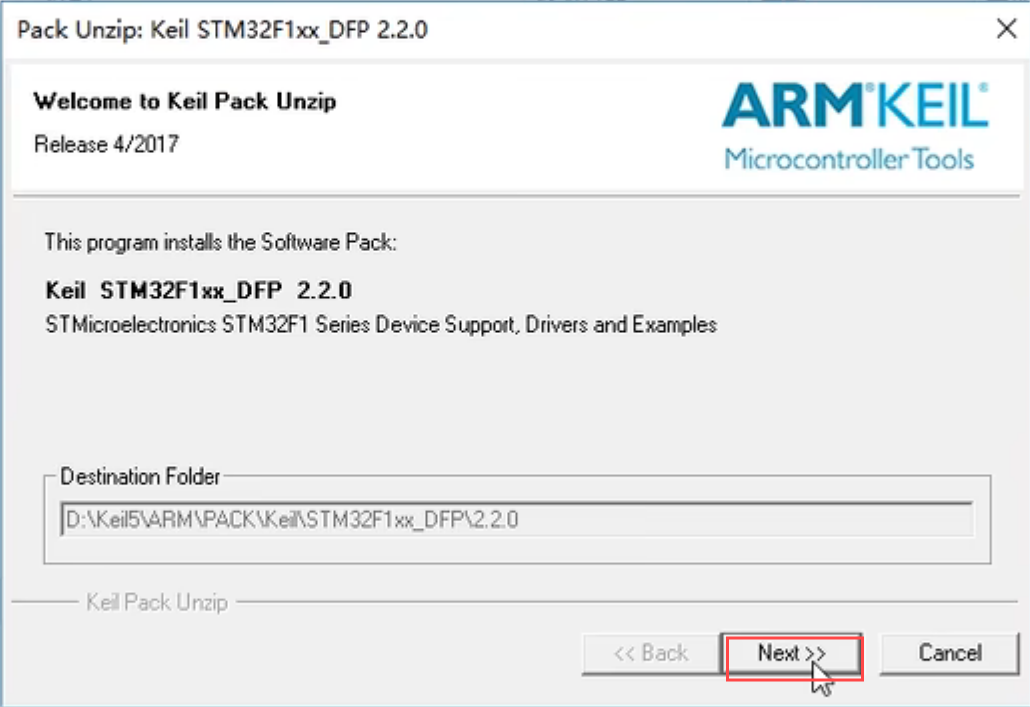 Pack Unzip: Keil STM32F1xx_DFP 2.2.0
Welcome to Keil Pack Unzip
Release 4/2017
ARM®KEIL®
Microcontroller Tools
This program installs the Software Pack:
Keil STM32F1xx_DFP 2.2.0
STMicroelectronics STM32F1 Series Device Support, Drivers and Examples
Destination Folder
D:\Keil5\ARM\PACK\Keil\STM32F1xx_DFP\2.2.0
Keil Pack Unzip
<< Back
Next >>
Cancel